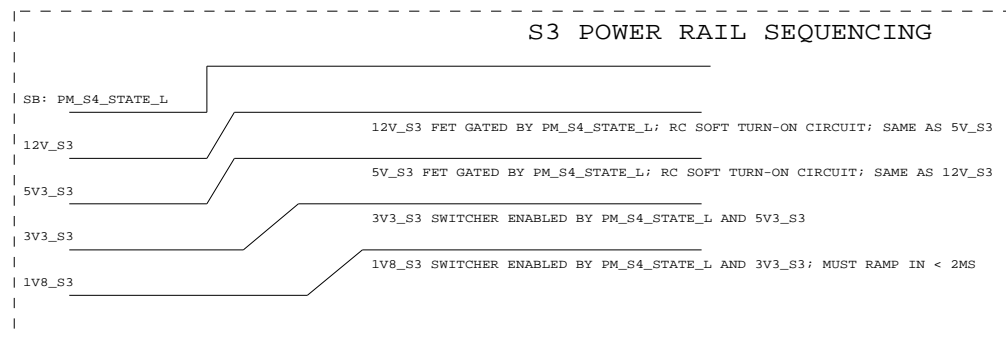 S3 POWER RAIL SEQUENCING
SB: PM_S4_STATE_L
12V_S3 FET GATED BY PM_S4_STATE_L; RC SOFT TURN-ON CIRCUIT; SAME AS 5V_S3
12V_S3
5V_S3 FET GATED BY PM_S4_STATE_L; RC SOFT TURN-ON CIRCUIT; SAME AS 12V_S3
5V3_S3
3V3_S3 SWITCHER ENABLED BY PM_S4_STATE_L AND 5V3_S3
3V3_S3
1V8_S3 SWITCHER ENABLED BY PM_S4_STATE_L AND 3V3_S3; MUST RAMP IN < 2MS
1V8_S3